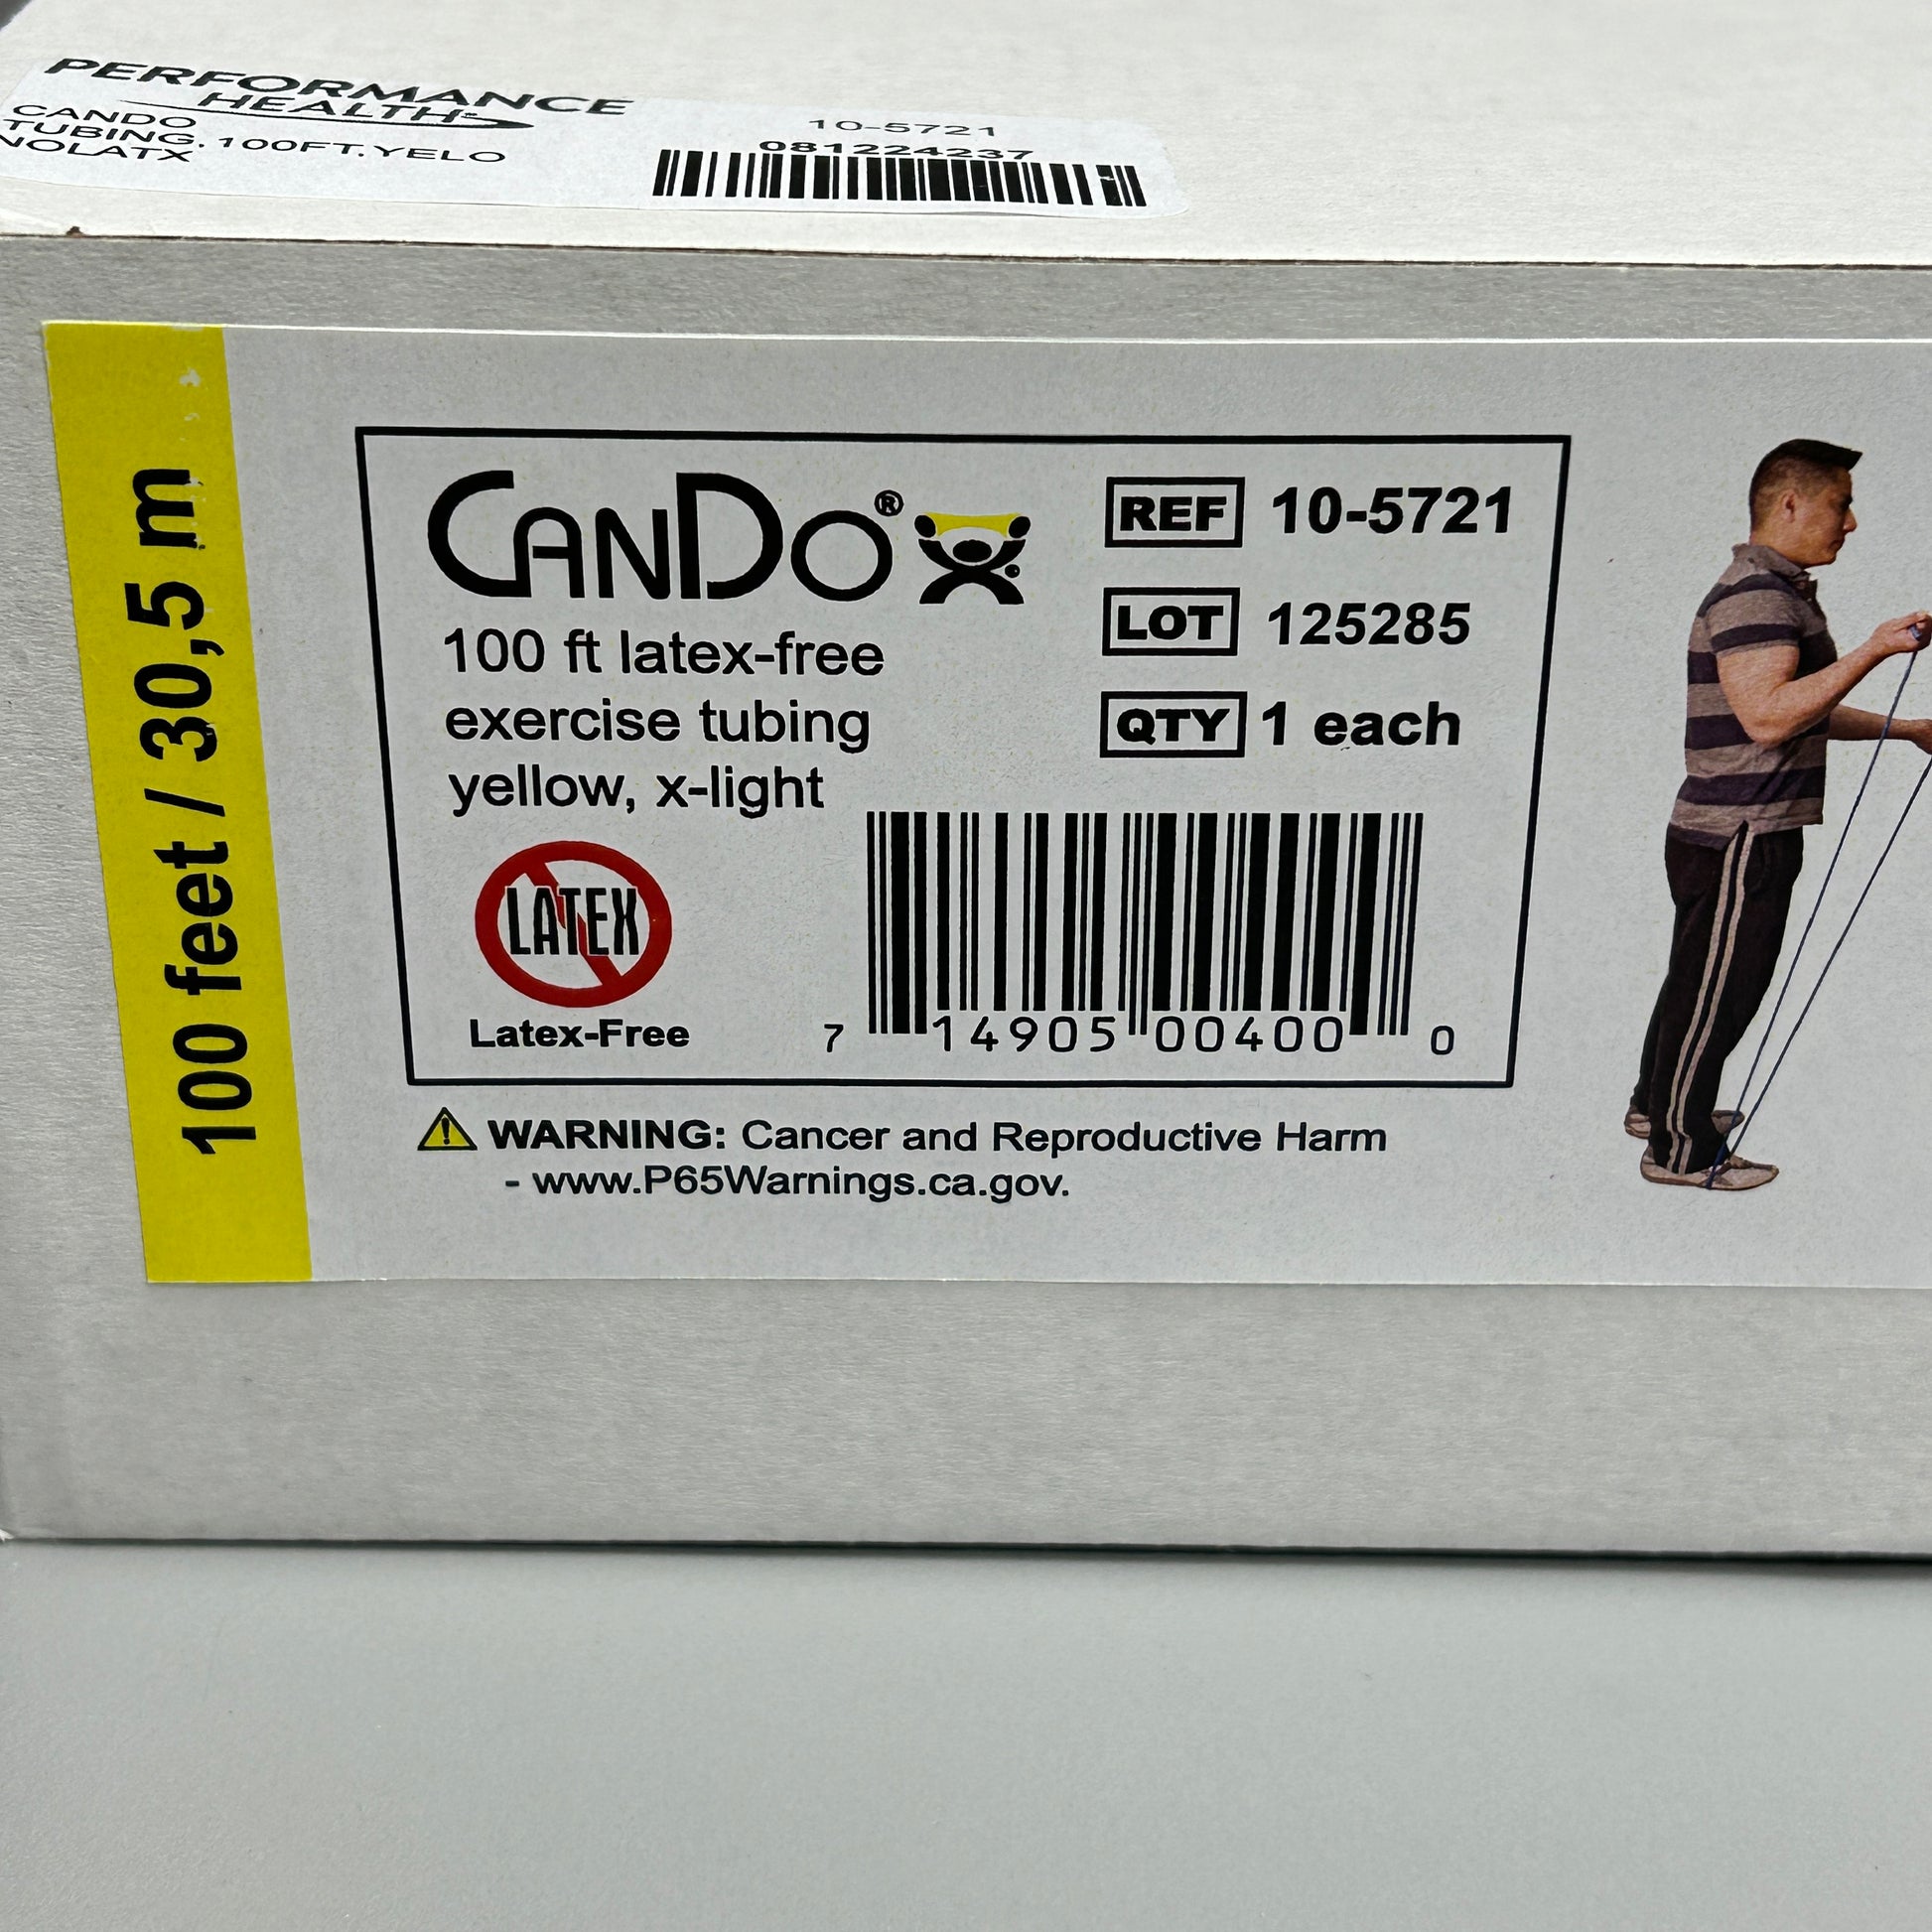 PERFORMANCE
HEALTH
CANDO
TUBING. 100FT.YELO
NOLATX
10-5721
081224237
100 feet / 30,5 m
CANDO®
100 ft latex-free
exercise tubing
yellow, x-light
REF 10-5721
LOT 125285
QTY 1 each
LATEX
Latex-Free
7 14905 00400 0
WARNING: Cancer and Reproductive Harm
- www.P65Warnings.ca.gov.